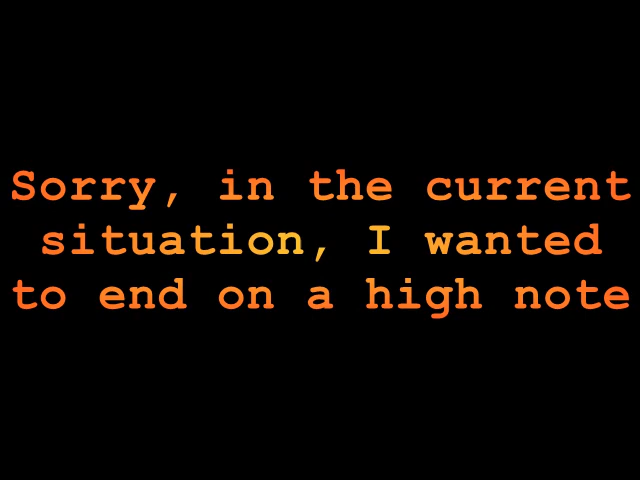 Sorry, in the current
situation, I wanted
to end on a high note